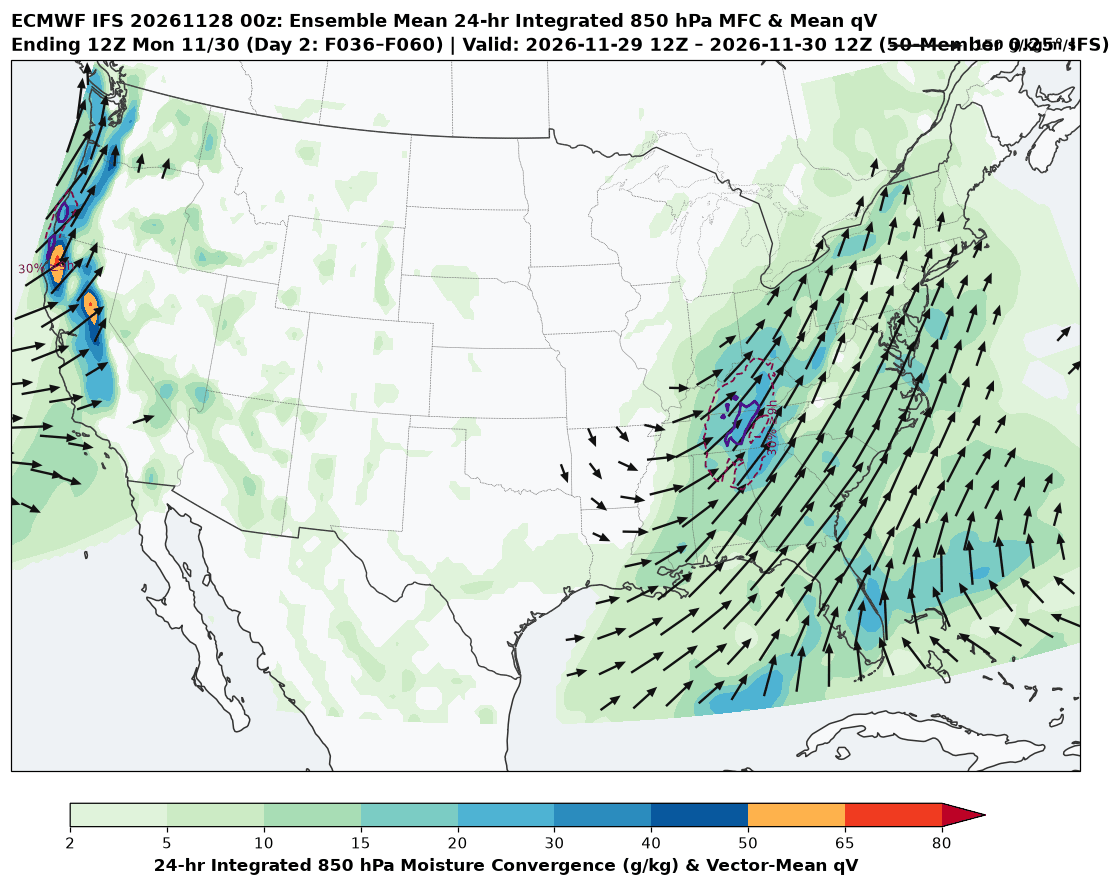 ECMWF IFS 20261128 00z: Ensemble Mean 24-hr Integrated 850 hPa MFC & Mean qV
Ending 12Z Mon 11/30 (Day 2: F036–F060) | Valid: 2026-11-29 12Z – 2026-11-30 12Z (50-Member 0.25° IFS)
30%
30% 9h
2 5 10 15 20 30 40 50 65 80
24-hr Integrated 850 hPa Moisture Convergence (g/kg) & Vector-Mean qV